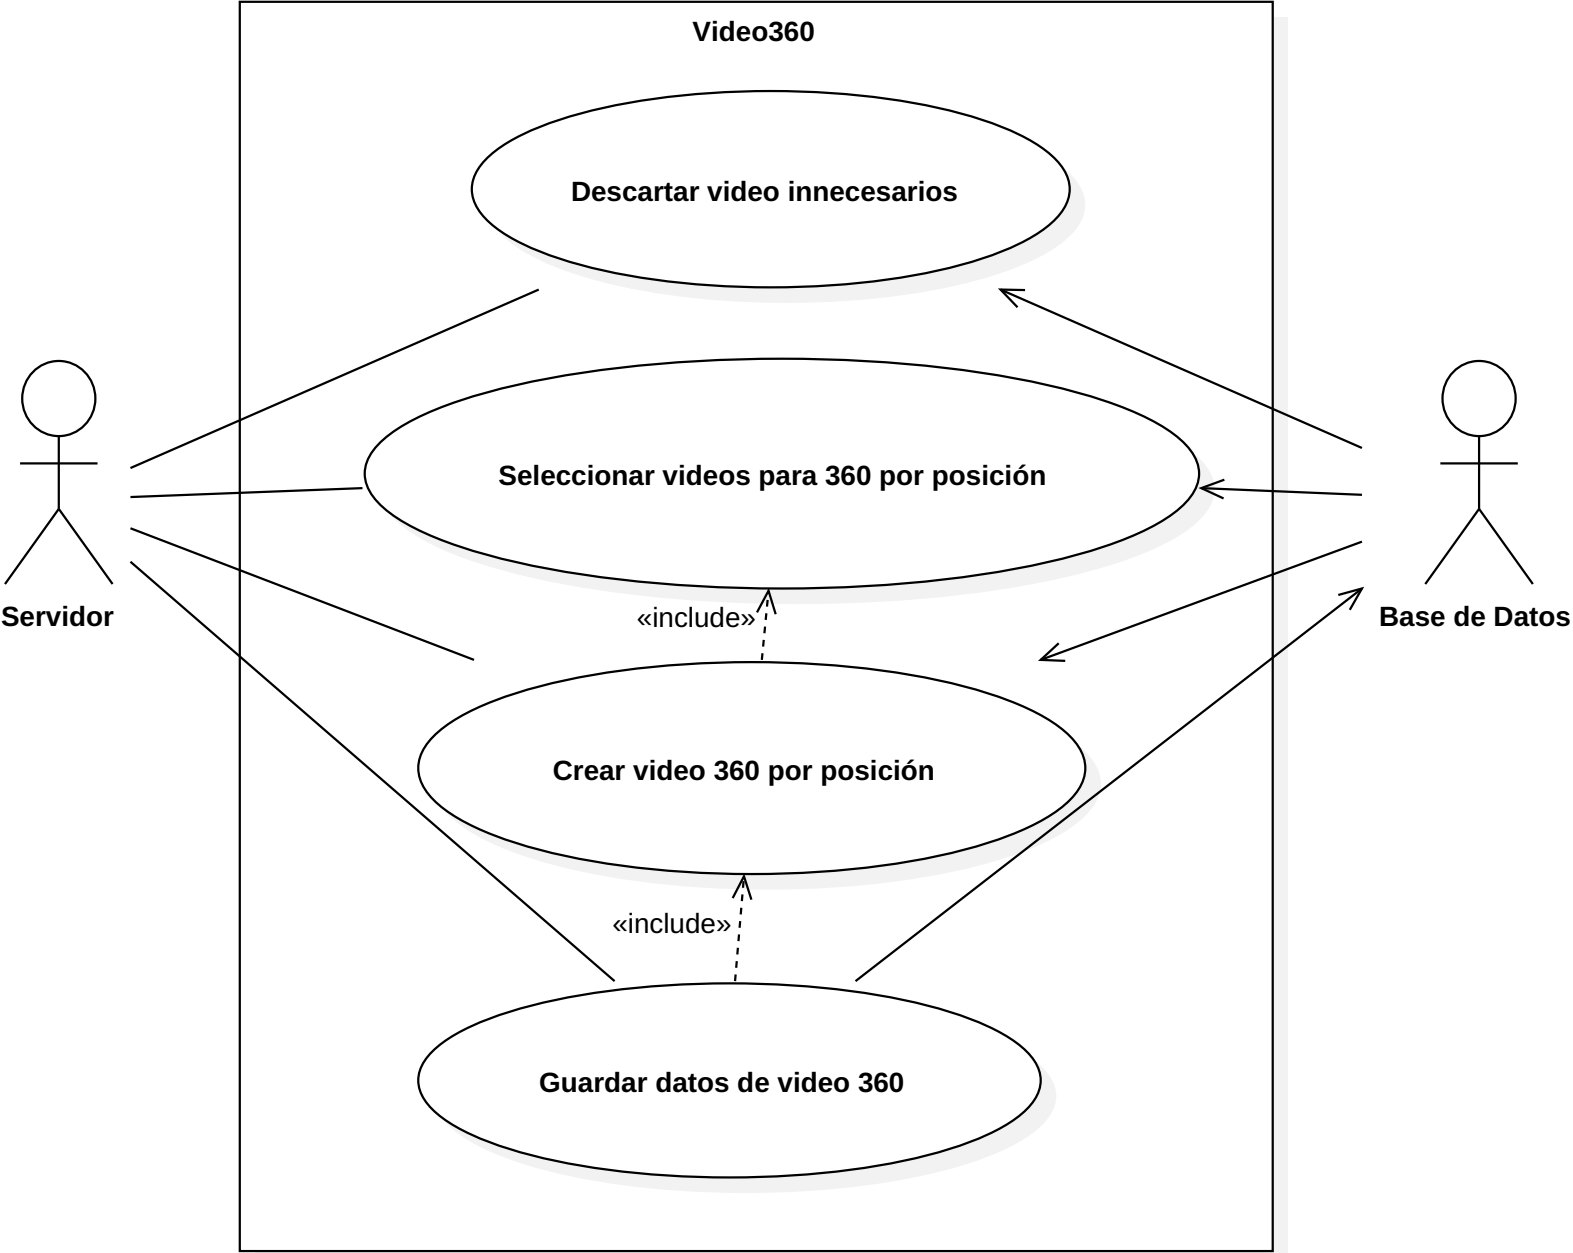 Video360
Descartar video innecesarios
Seleccionar videos para 360 por posición
Servidor
«include»
Base de Datos
Crear video 360 por posición
«include»
Guardar datos de video 360